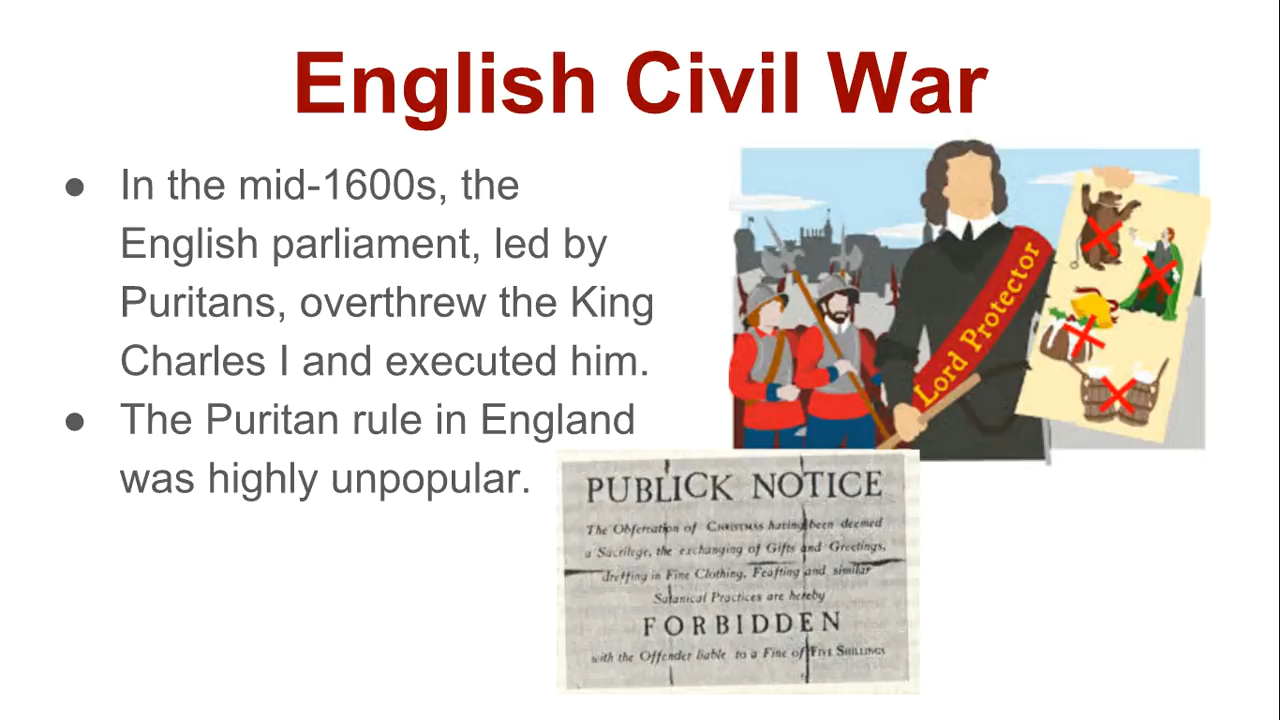 English Civil War
● In the mid-1600s, the
English parliament, led by
Puritans, overthrew the King
Charles I and executed him.
● The Puritan rule in England
was highly unpopular.
Lord Protector
PUBLICK NOTICE
The Obſervation of CHRISTMAS having been deemed
a Sacrilege, the exchanging of Gifts and Greetings,
dreſſing in Fine Clothing, Feaſting and similar
Satanical Practices are hereby
FORBIDDEN
with the Offender liable to a Fine of FIVE SHILLINGS